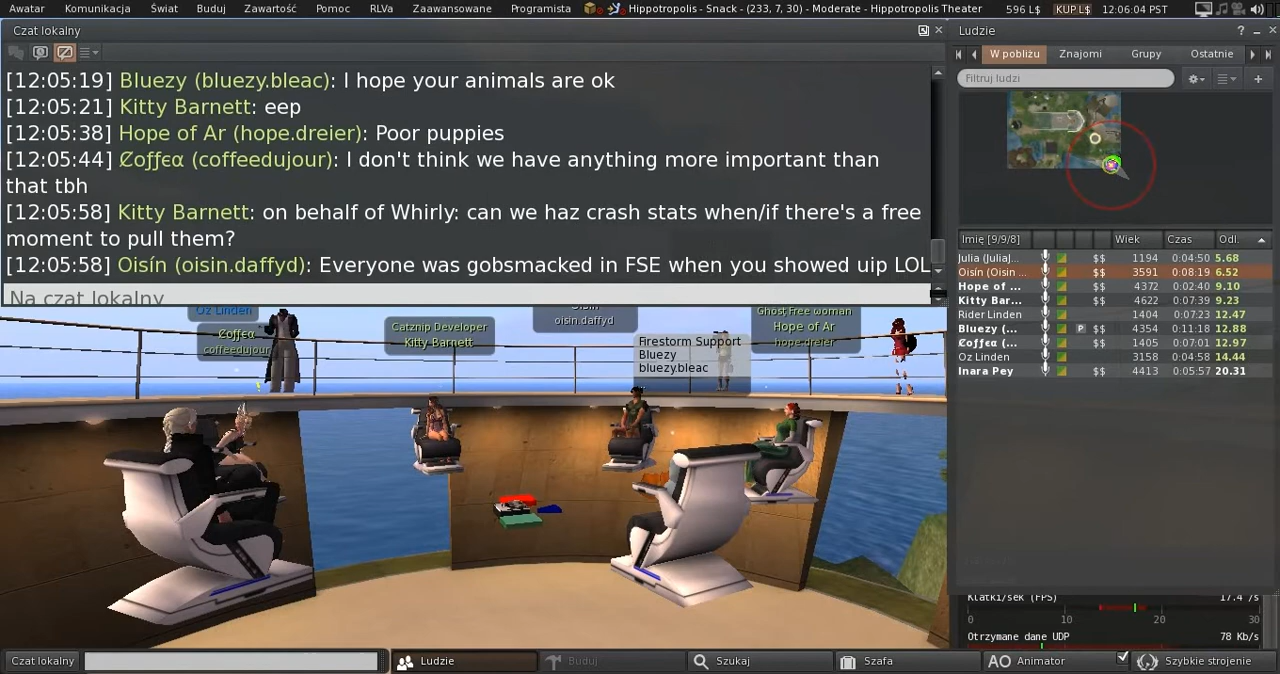 Awatar Komunikacja Świat Buduj Zawartość Pomoc RLVa Zaawansowane Programista Hippotropolis - Snack - (233, 7, 30) - Moderate - Hippotropolis Theater 596 L$ KUP L$ 12:06:04 PST
Czat lokalny
[12:05:19] Bluezy (bluezy.bleac): I hope your animals are ok
[12:05:21] Kitty Barnett: eep
[12:05:38] Hope of Ar (hope.dreier): Poor puppies
[12:05:44] Ȼσƒƒєα (coffeedujour): I don't think we have anything more important than
that tbh
[12:05:58] Kitty Barnett: on behalf of Whirly: can we haz crash stats when/if there's a free
moment to pull them?
[12:05:58] Oisín (oisin.daffyd): Everyone was gobsmacked in FSE when you showed uip LOL
Na czat lokalny
Oz Linden
Ȼσƒƒєα
coffeedujour
Catznip Developer
Kitty Barnett
Oisín
oisin.daffyd
Firestorm Support
Bluezy
bluezy.bleac
Ghost Free woman
Hope of Ar
hope.dreier
Ludzie
W pobliżu Znajomi Grupy Ostatnie
Filtruj ludzi
Imię [9/9/8] Wiek Czas Odl.
Julia (JuliaJ... $$ 1194 0:04:50 5.68
Oisín (Oisin ... $$ 3591 0:08:19 6.52
Hope of ... $$ 4372 0:02:40 9.10
Kitty Bar... $$ 4622 0:07:39 9.23
Rider Linden 1404 0:07:23 12.47
Bluezy (... P $$ 4354 0:11:18 12.88
Ȼσƒƒєα (... $$ 1405 0:07:01 12.97
Oz Linden 3158 0:04:58 14.44
Inara Pey $$ 4413 0:05:57 20.31
Klatki/sek (FPS) 17.4 /s
0 10 20 30
Otrzymane dane UDP 78 Kb/s
Czat lokalny Ludzie Buduj Szukaj Szafa AO Animator Szybkie strojenie